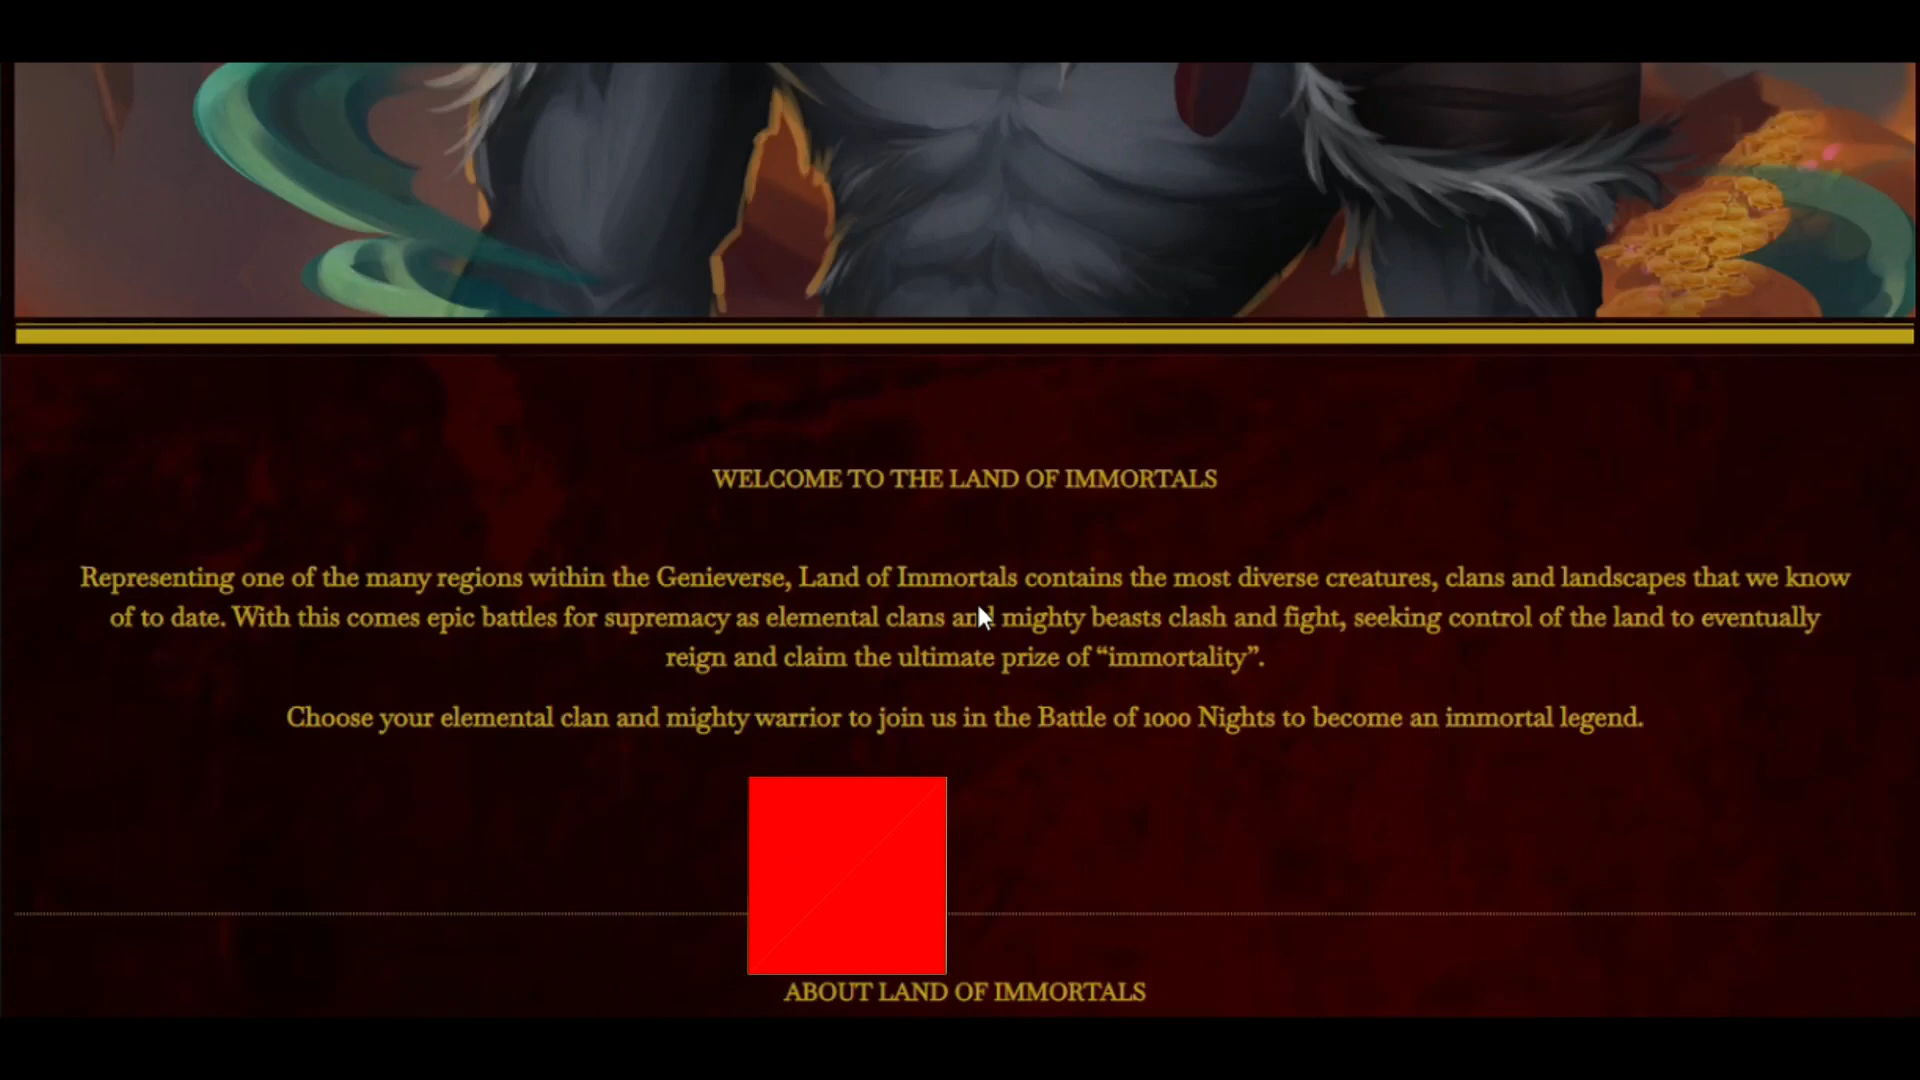 WELCOME TO THE LAND OF IMMORTALS
Representing one of the many regions within the Genieverse, Land of Immortals contains the most diverse creatures, clans and landscapes that we know
of to date. With this comes epic battles for supremacy as elemental clans and mighty beasts clash and fight, seeking control of the land to eventually
reign and claim the ultimate prize of “immortality”.
Choose your elemental clan and mighty warrior to join us in the Battle of 1000 Nights to become an immortal legend.
ABOUT LAND OF IMMORTALS